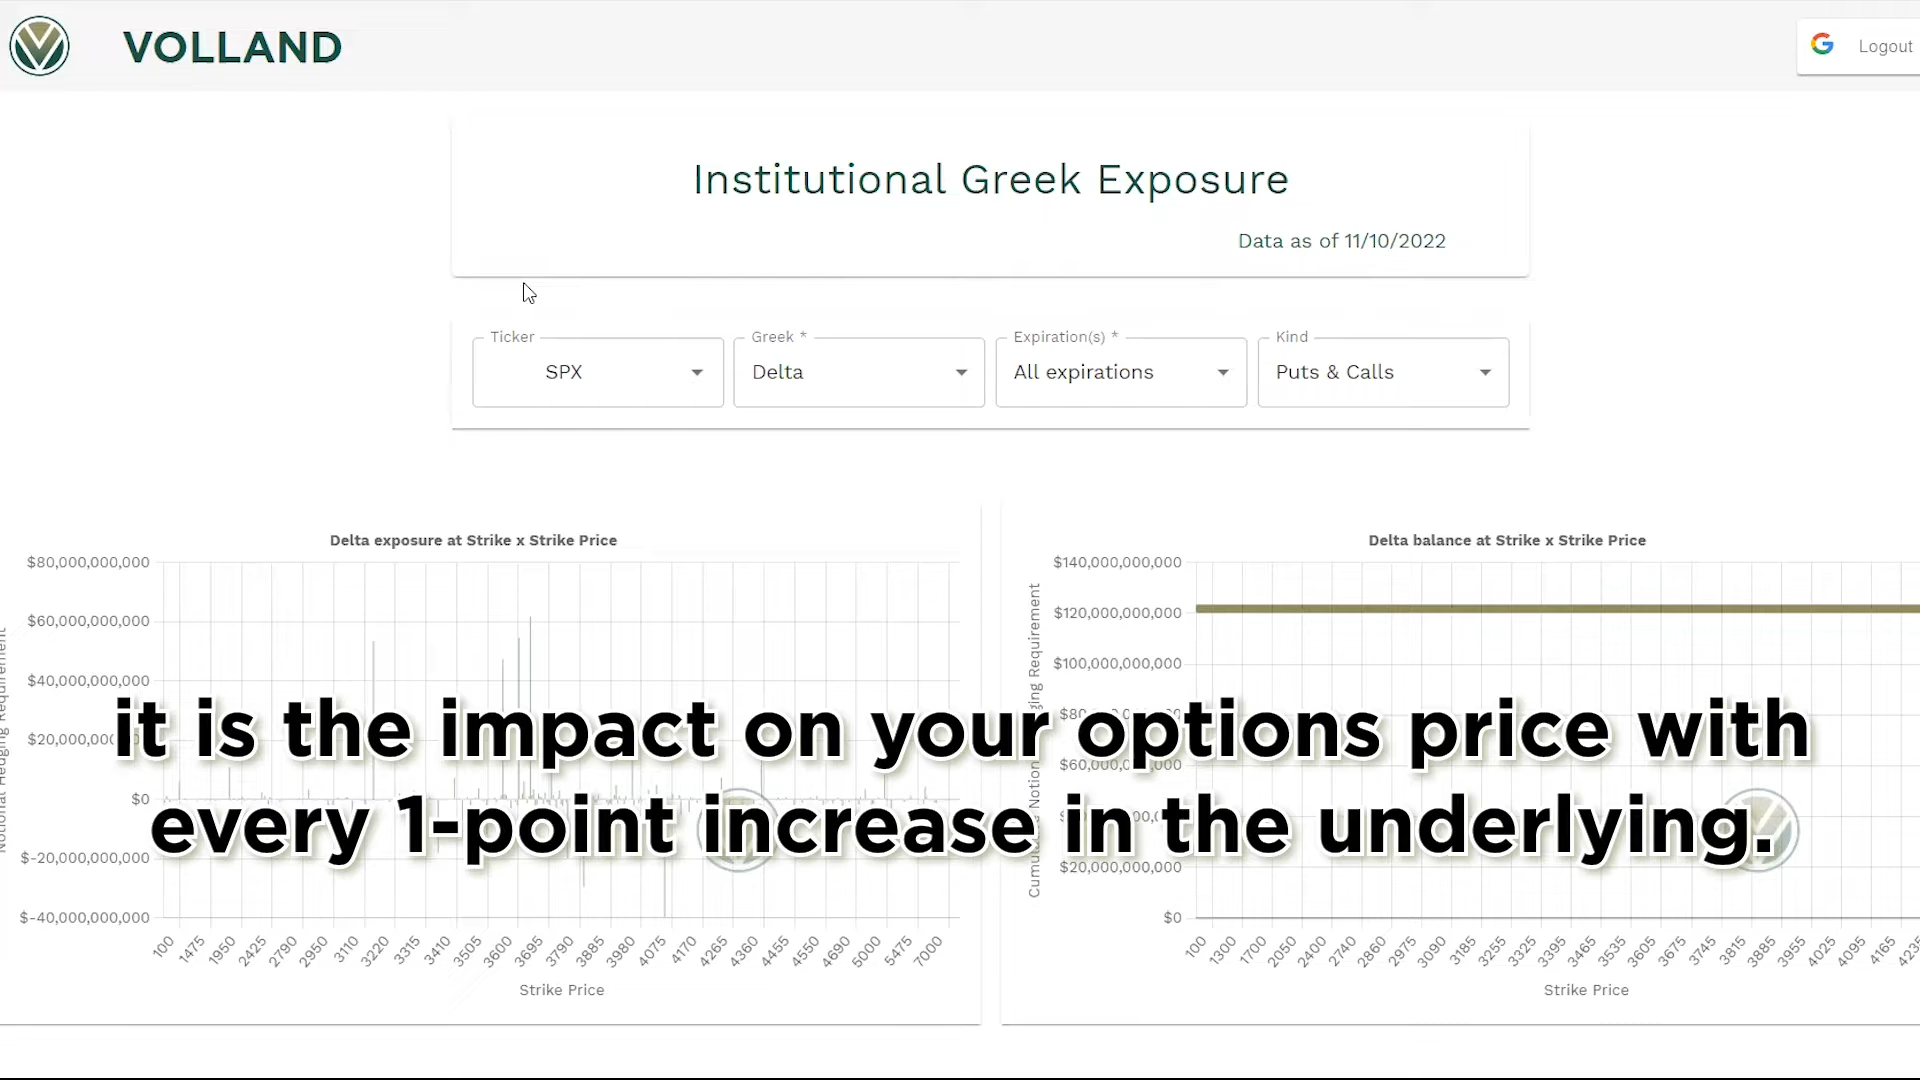 VOLLAND
Logout
Institutional Greek Exposure
Data as of 11/10/2022
Ticker
SPX
Greek *
Delta
Expiration(s) *
All expirations
Kind
Puts & Calls
Delta exposure at Strike x Strike Price
$80,000,000,000
$60,000,000,000
$40,000,000,000
$0
$-20,000,000,000
$-40,000,000,000
100 1475 1950 2425 2790 2950 3110 3220 3315 3410 3505 3600 3695 3790 3885 3980 4075 4170 4265 4360 4455 4550 4690 5000 5475 7000
Strike Price
Delta balance at Strike x Strike Price
$140,000,000,000
$120,000,000,000
$100,000,000,000
$20,000,000,000
$0
100 1300 1700 2050 2400 2740 2860 2975 3090 3185 3255 3325 3395 3465 3535 3605 3675 3745 3815 3885 3955 4025 4095 4165
Strike Price
it is the impact on your options price with
every 1-point increase in the underlying.